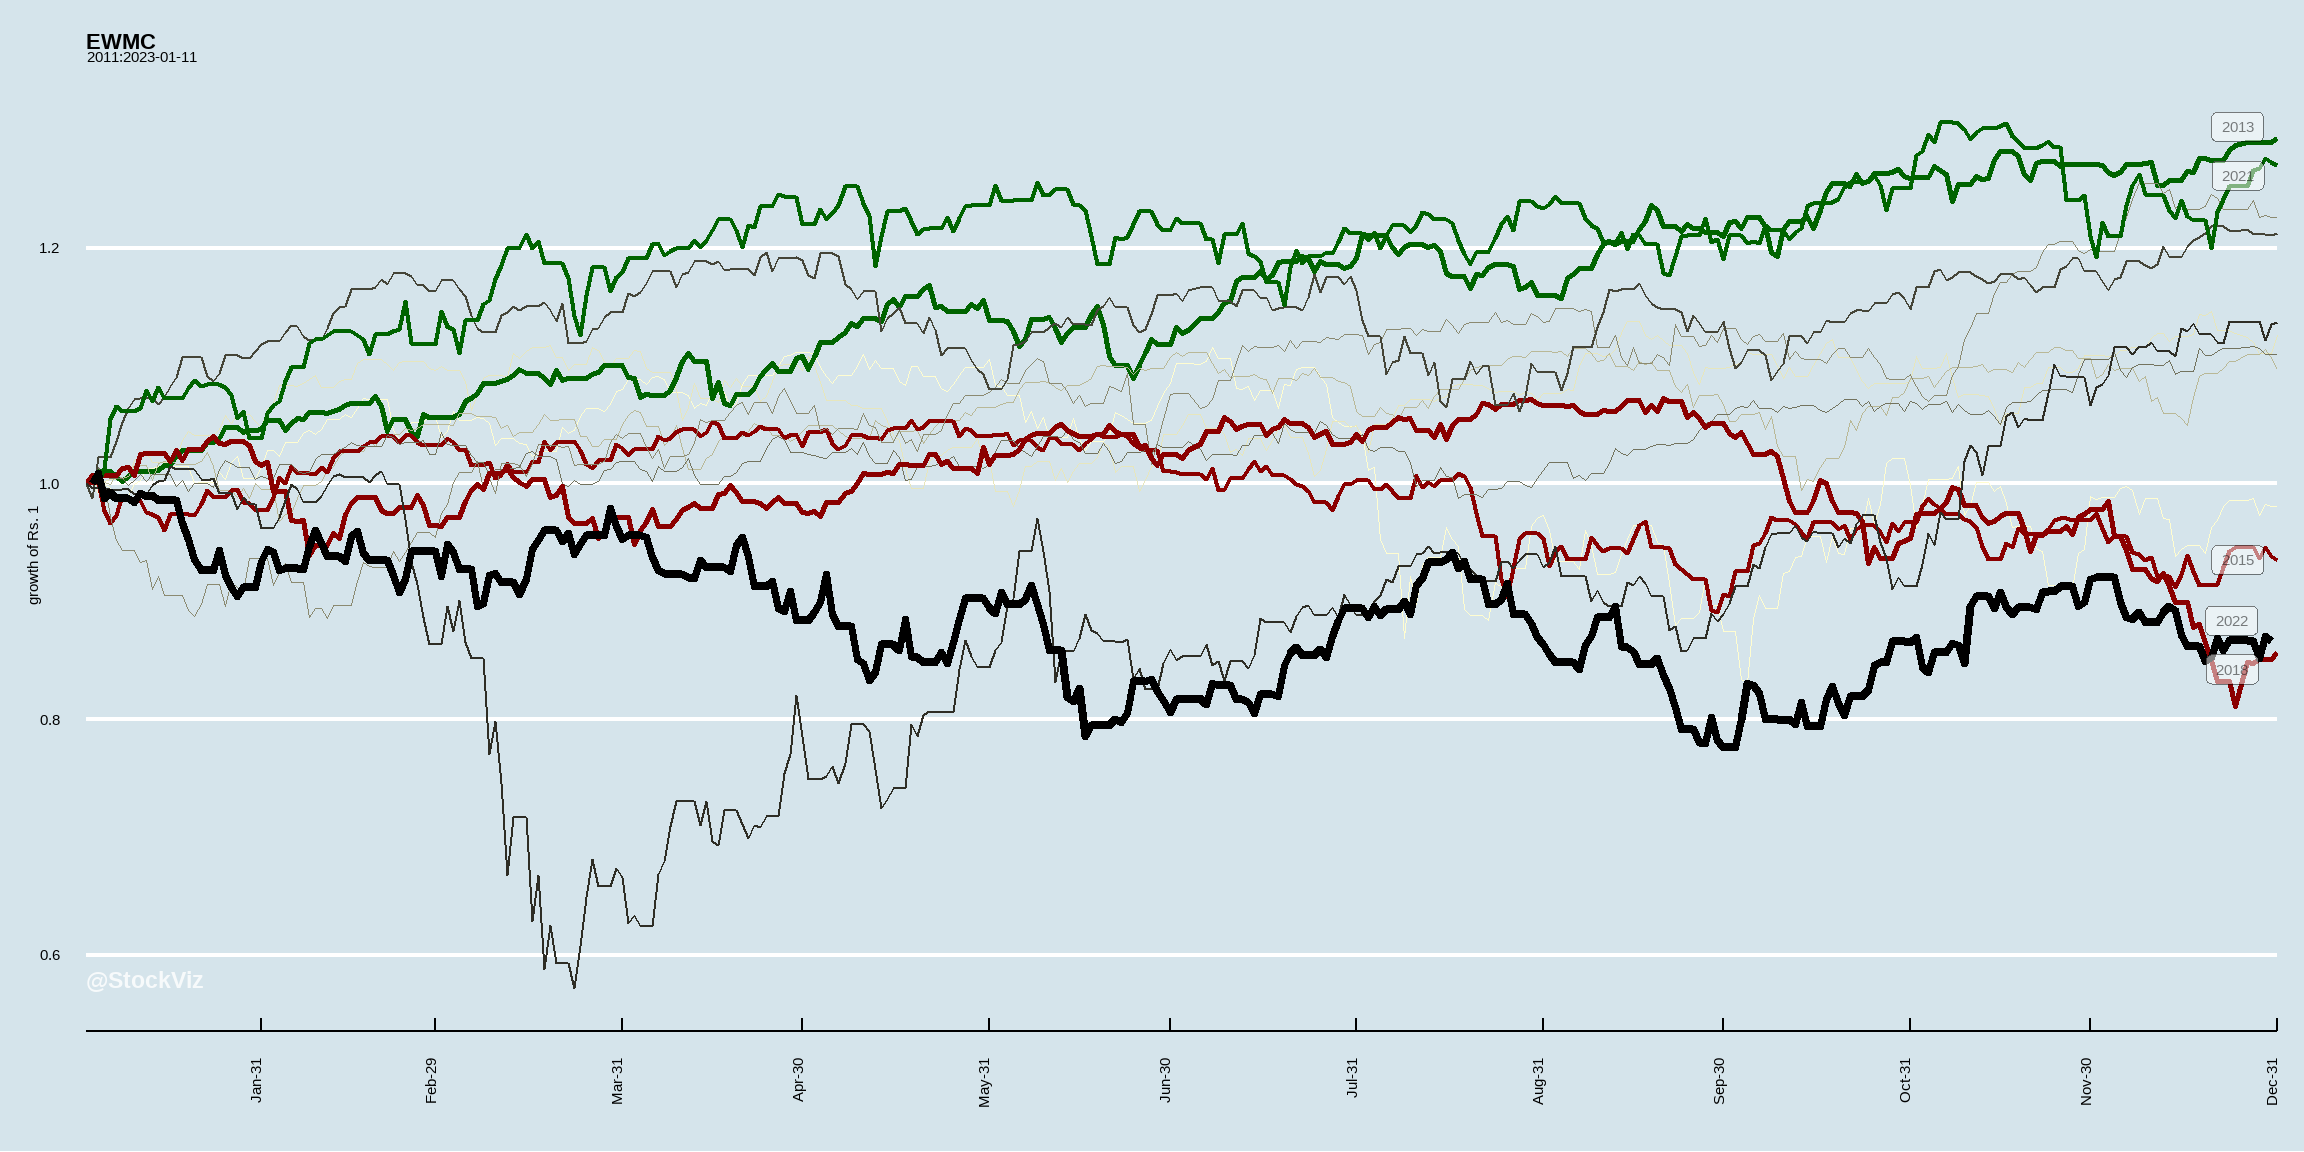 EWMC
2011:2023-01-11
2013
2021
1.2
1.0
growth of Rs. 1
2015
2022
2018
0.8
0.6
@StockViz
Jan-31
Feb-29
Mar-31
Apr-30
May-31
Jun-30
Jul-31
Aug-31
Sep-30
Oct-31
Nov-30
Dec-31